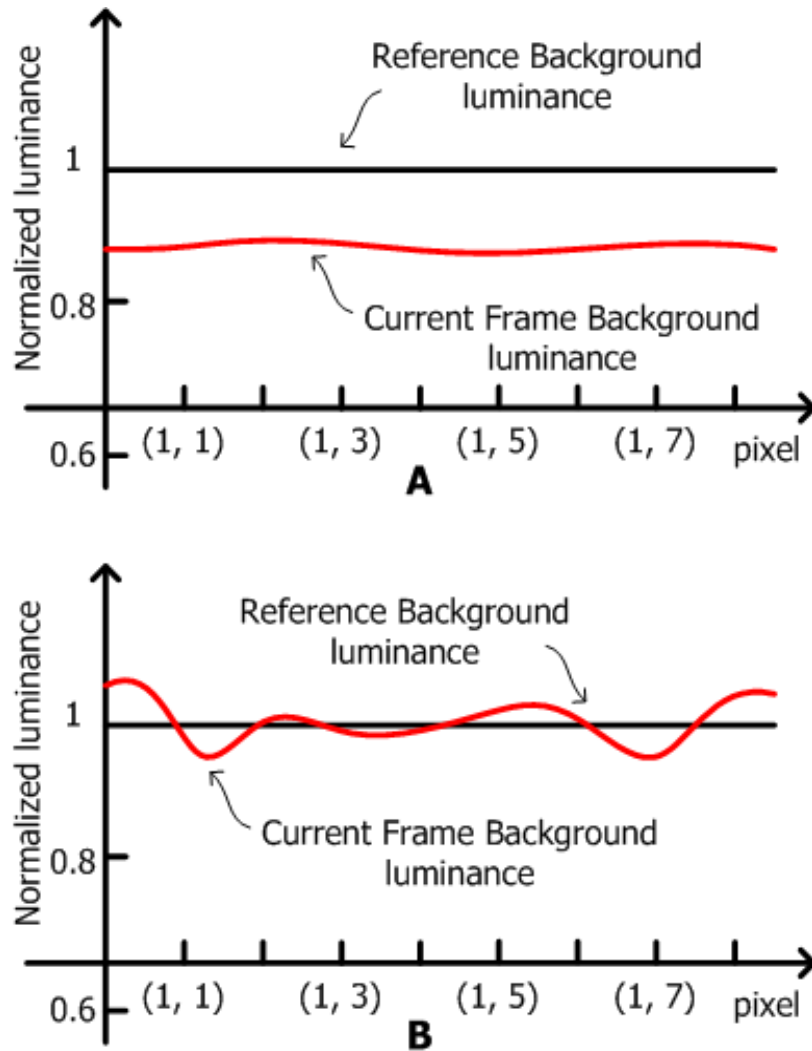 Normalized luminance
Reference Background
luminance
1
Current Frame Background
luminance
0.8
0.6
(1, 1)
(1, 3)
(1, 5)
(1, 7)
pixel
A
Normalized luminance
Reference Background
luminance
1
Current Frame Background
luminance
0.8
0.6
(1, 1)
(1, 3)
(1, 5)
(1, 7)
pixel
B